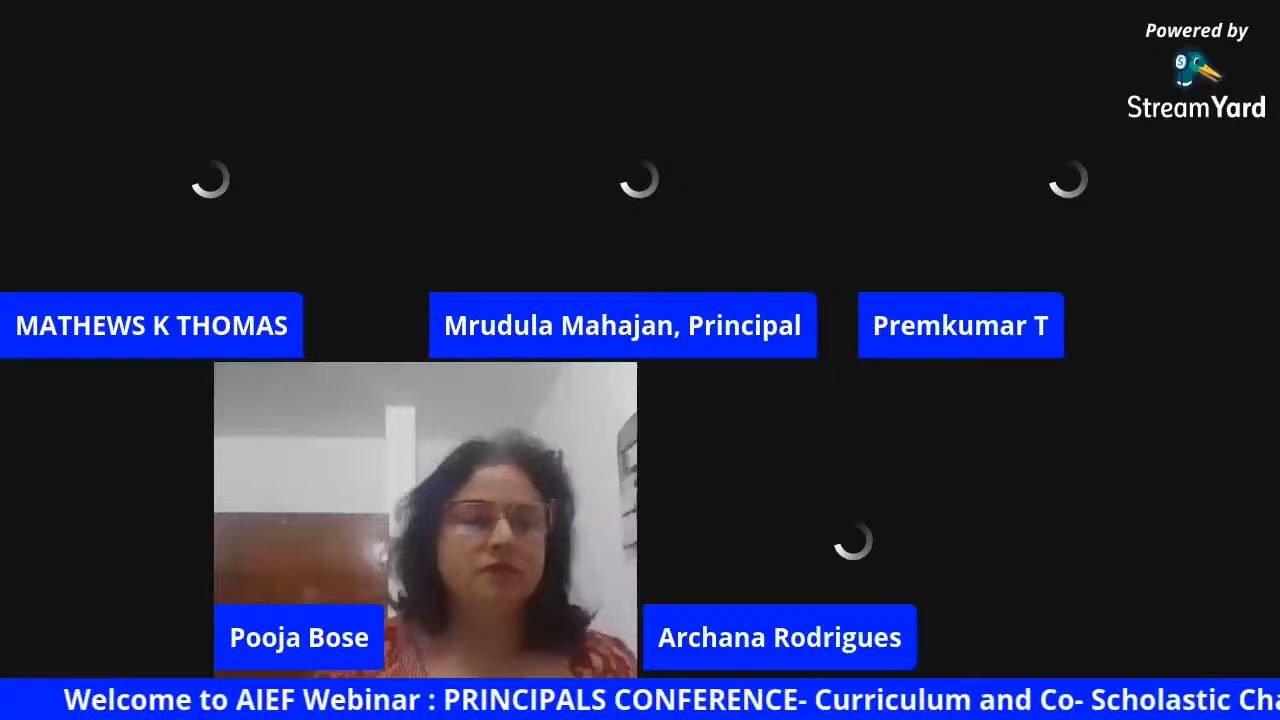 Powered by
StreamYard
MATHEWS K THOMAS
Mrudula Mahajan, Principal
Premkumar T
Pooja Bose
Archana Rodrigues
Welcome to AIEF Webinar : PRINCIPALS CONFERENCE- Curriculum and Co- Scholastic Cha